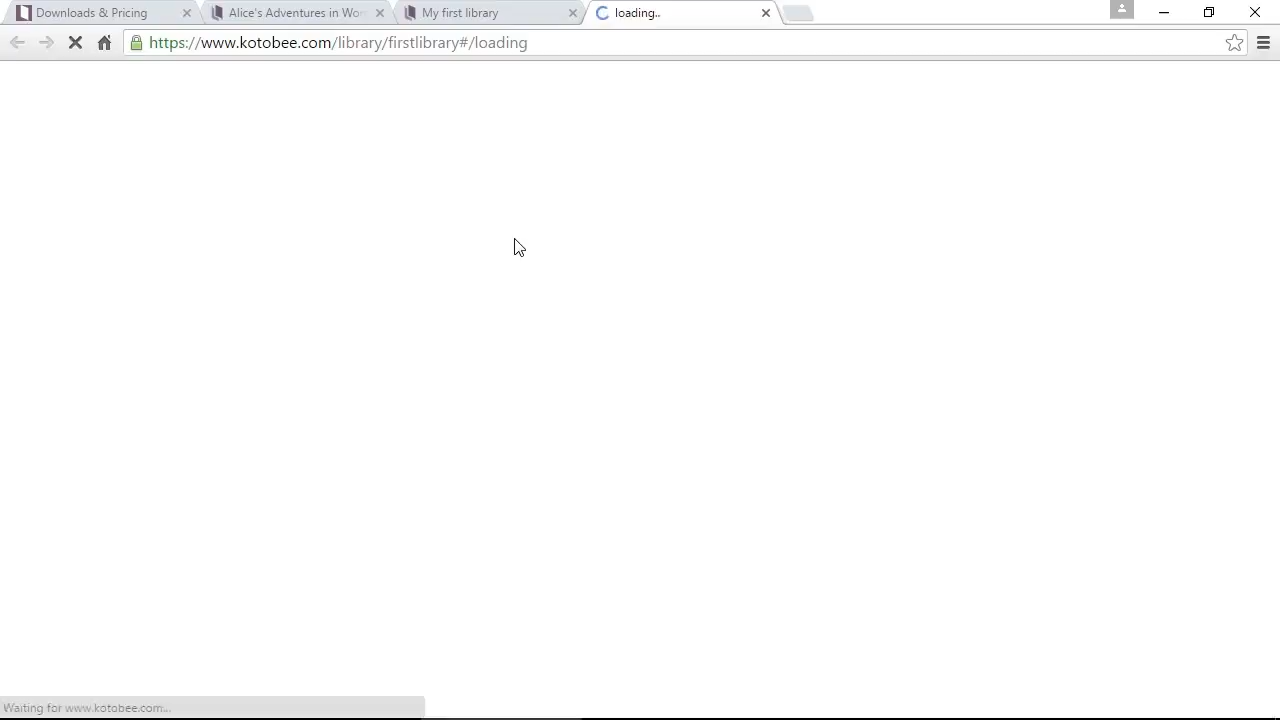 Downloads & Pricing
Alice's Adventures in Won
My first library
loading..
https://www.kotobee.com/library/firstlibrary#/loading
Waiting for www.kotobee.com...